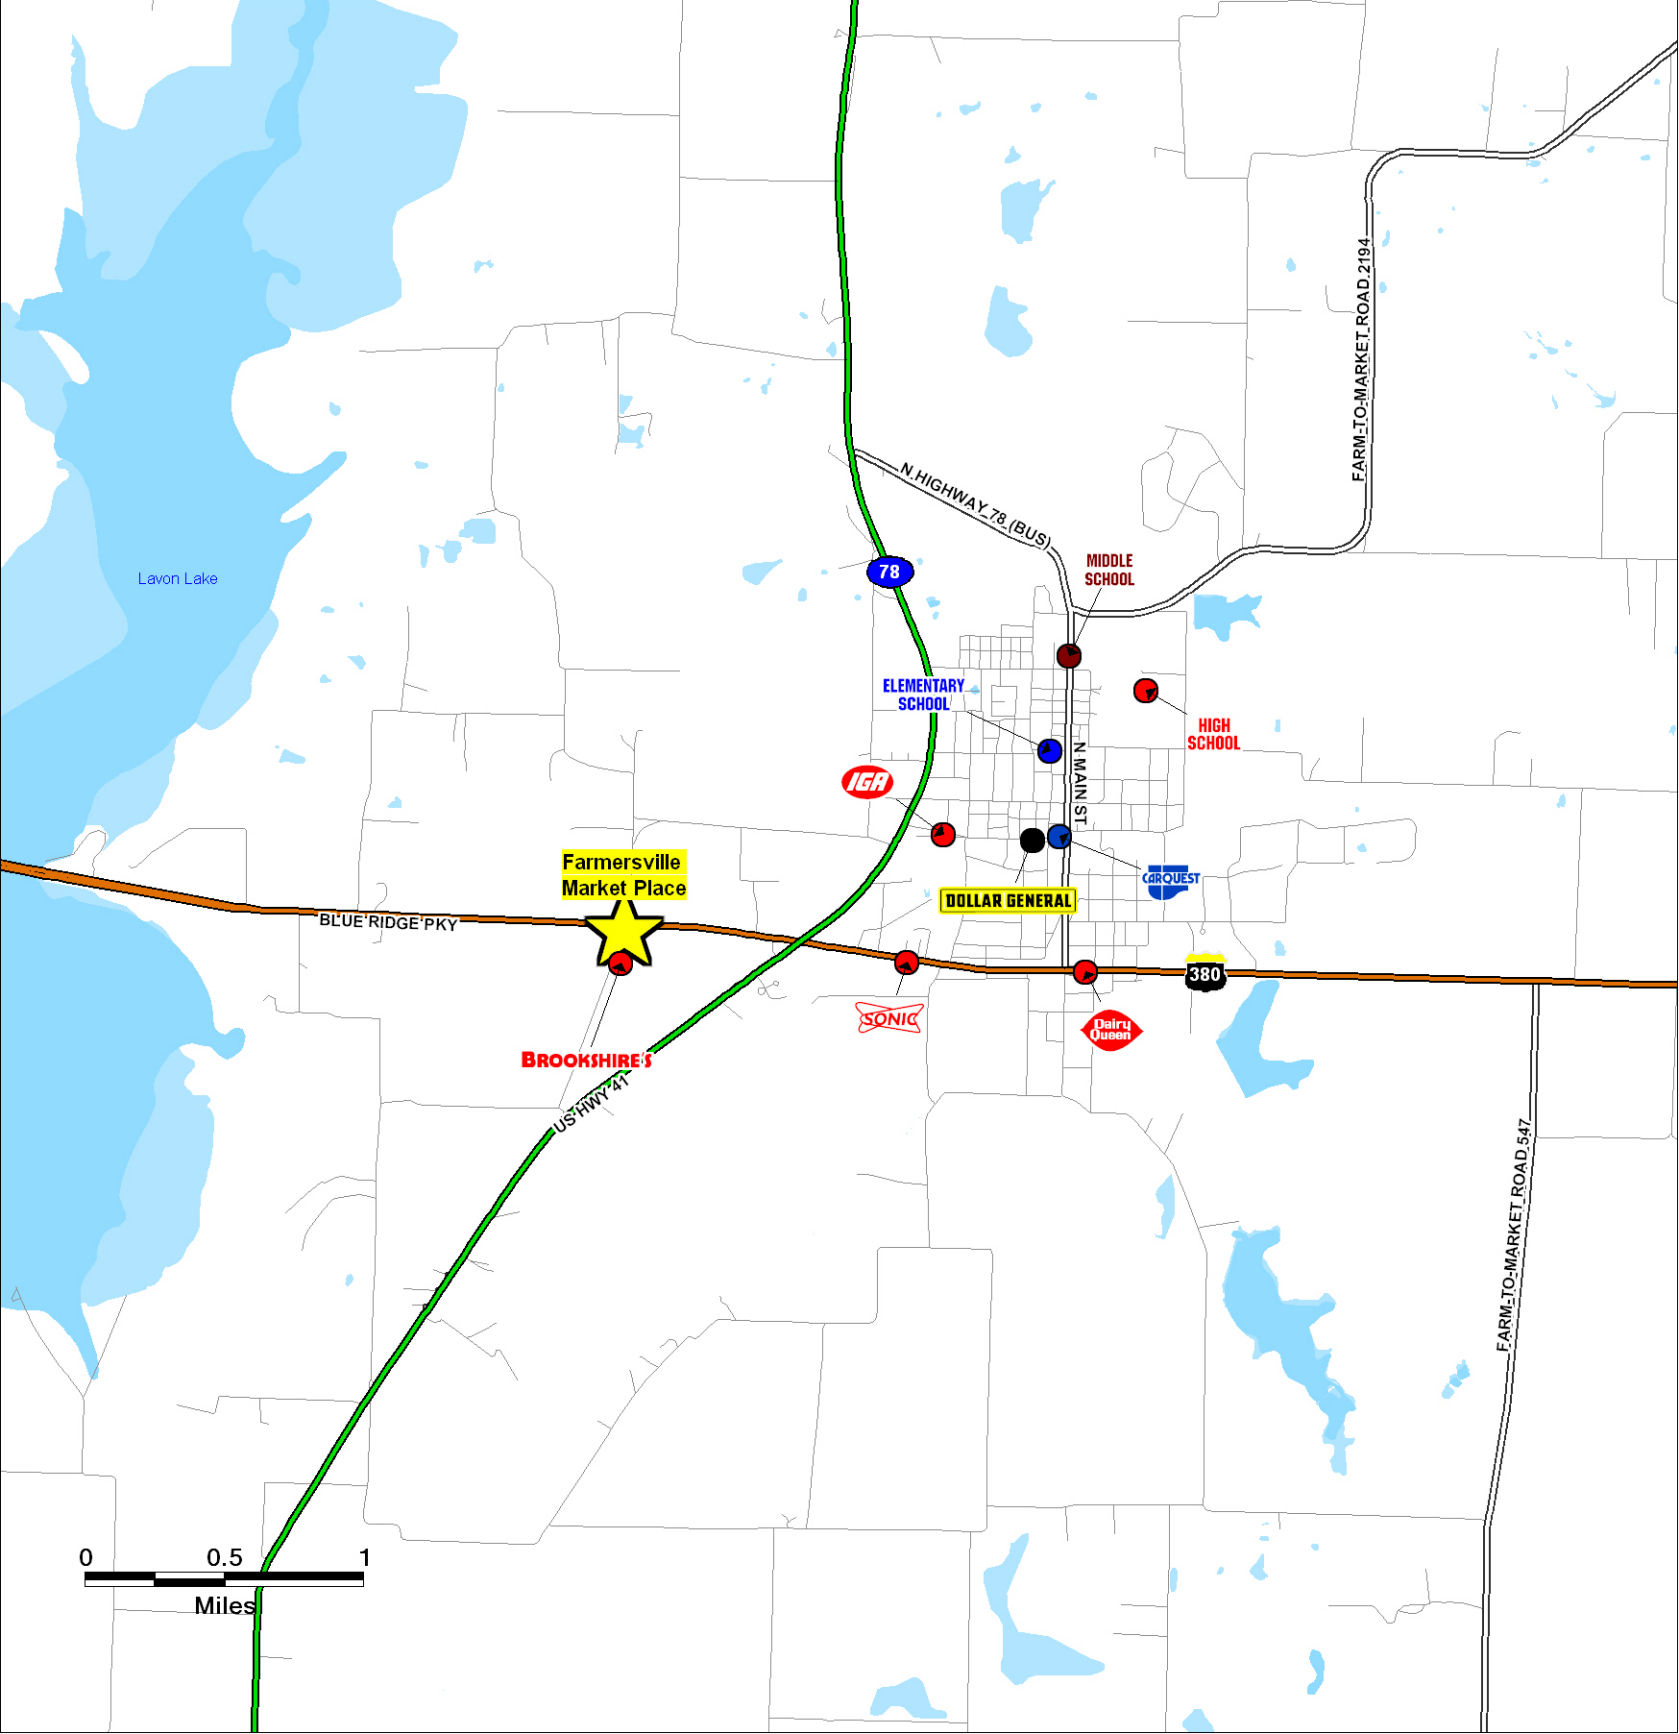 FARM-TO-MARKET ROAD 2194
N HIGHWAY 78 (BUS)
78
MIDDLE
SCHOOL
Lavon Lake
ELEMENTARY
SCHOOL
HIGH
SCHOOL
N MAIN ST
IGA
Farmersville
Market Place
CARQUEST
DOLLAR GENERAL
BLUE RIDGE PKY
380
SONIC
Dairy
Queen
BROOKSHIRE'S
US HWY 41
FARM-TO-MARKET ROAD 547
0 0.5 1
Miles